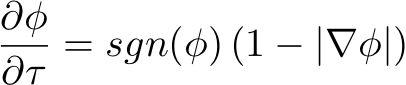 ∂φ/∂τ = sgn(φ) (1 − |∇φ|)